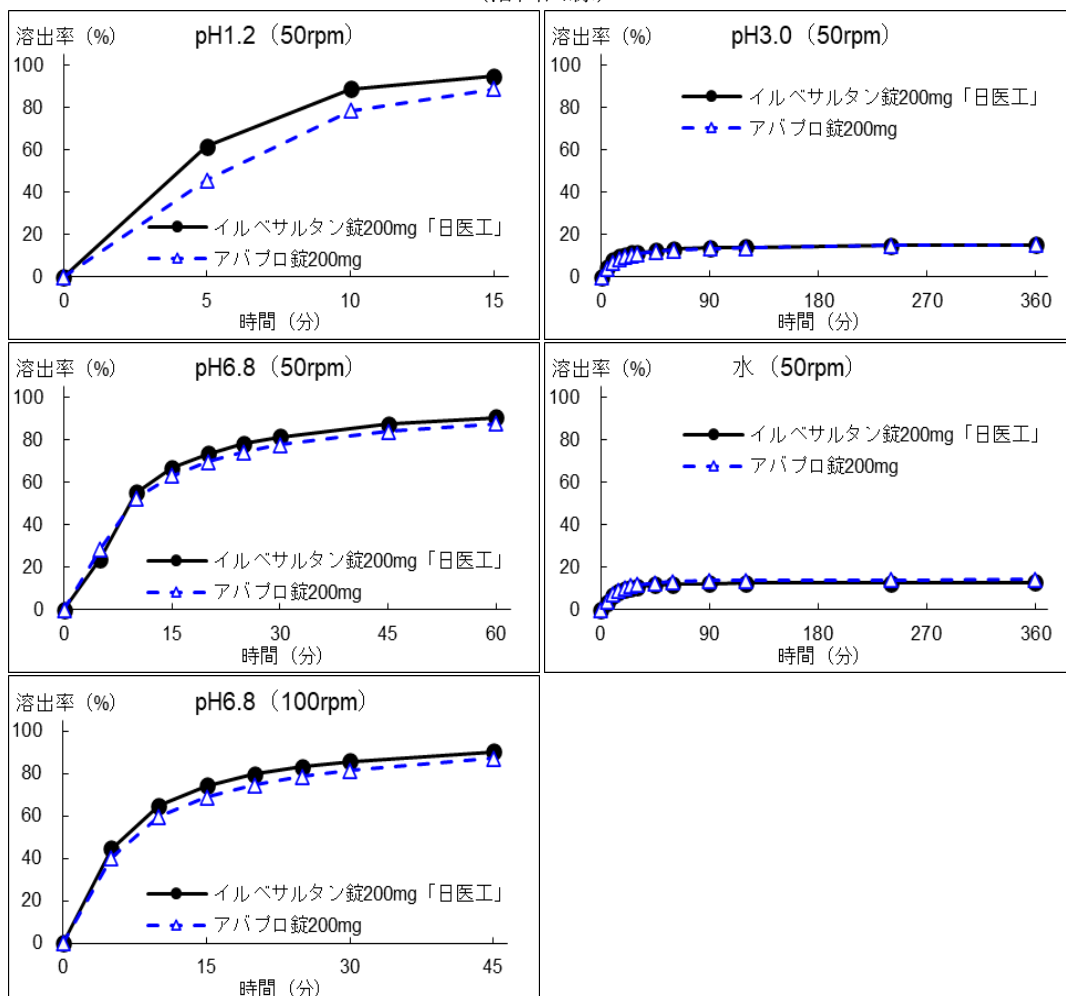 溶出率（%）
pH1.2（50rpm）
100
80
60
40
20
0
イルベサルタン錠200mg「日医工」
アバプロ錠200mg
0 5 10 15
時間（分）
溶出率（%）
pH3.0（50rpm）
100
80
60
40
20
0
イルベサルタン錠200mg「日医工」
アバプロ錠200mg
0 90 180 270 360
時間（分）
溶出率（%）
pH6.8（50rpm）
100
80
60
40
20
0
イルベサルタン錠200mg「日医工」
アバプロ錠200mg
0 15 30 45 60
時間（分）
溶出率（%）
水（50rpm）
100
80
60
40
20
0
イルベサルタン錠200mg「日医工」
アバプロ錠200mg
0 90 180 270 360
時間（分）
溶出率（%）
pH6.8（100rpm）
100
80
60
40
20
0
イルベサルタン錠200mg「日医工」
アバプロ錠200mg
0 15 30 45
時間（分）